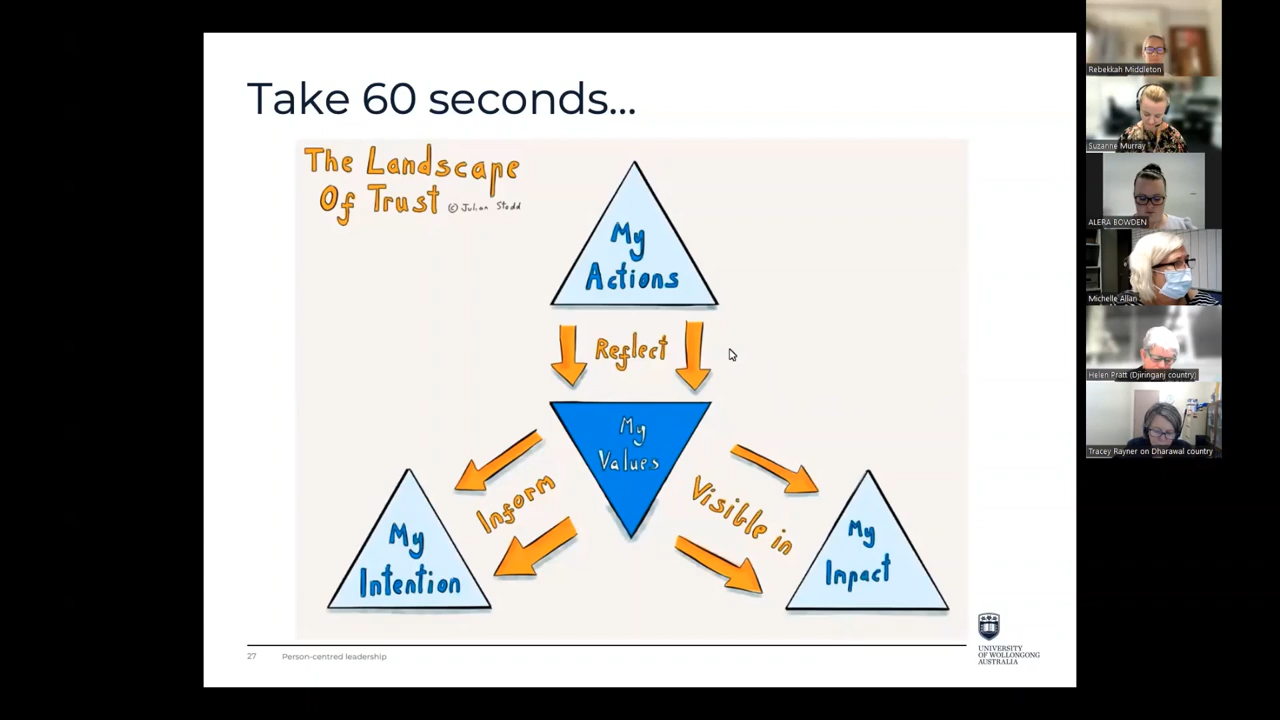 Take 60 seconds...
The Landscape
Of Trust © Julian Stodd
My
Actions
Reflect
My
Values
Inform
Visible in
My
Intention
My
Impact
27 Person-centred leadership
UNIVERSITY
OF WOLLONGONG
AUSTRALIA
Rebekkah Middleton
Suzanne Murray
ALERA BOWDEN
Michelle Allan
Helen Pratt (Djiringanj country)
Tracey Rayner on Dharawal country